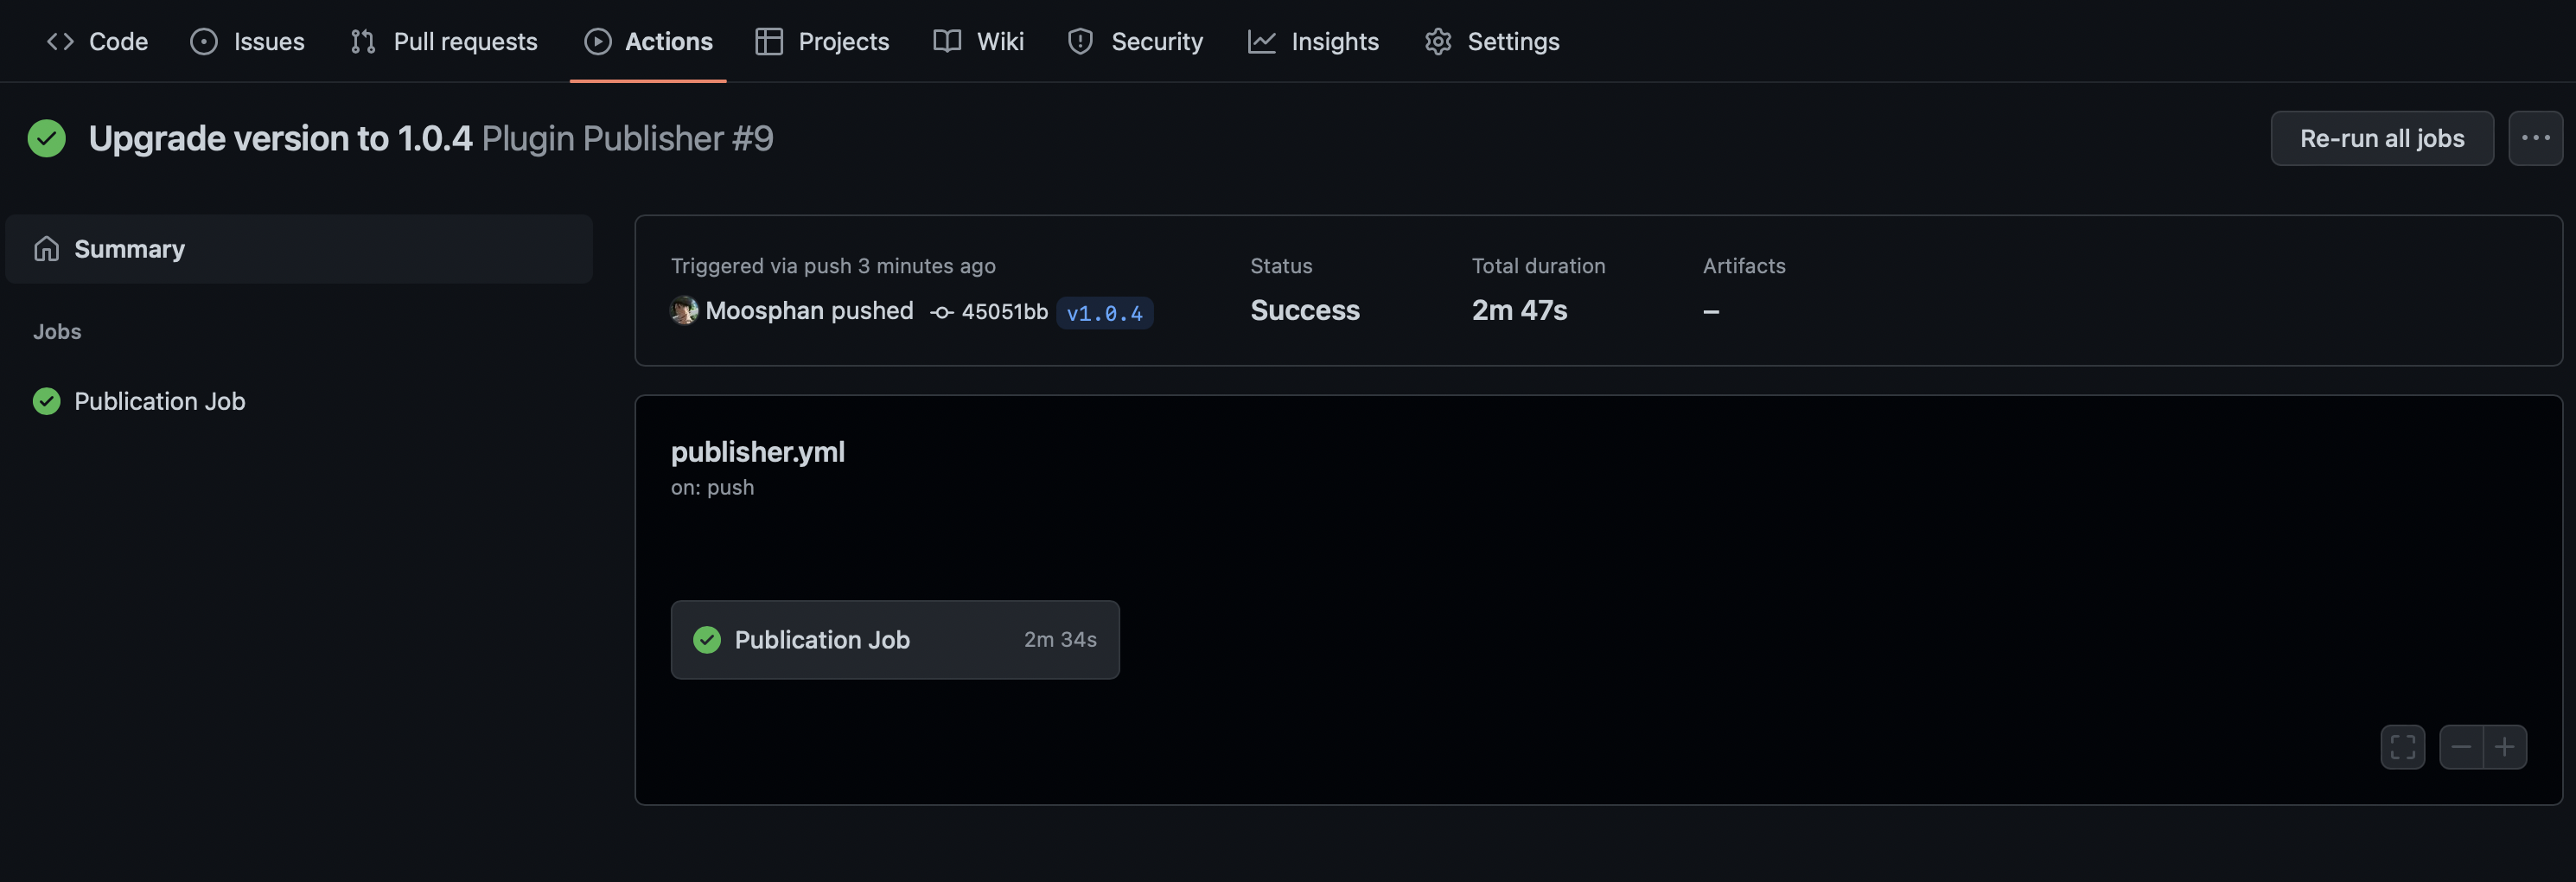 Code Issues Pull requests Actions Projects Wiki Security Insights Settings
Upgrade version to 1.0.4 Plugin Publisher #9
Re-run all jobs
Summary
Jobs
Publication Job
Triggered via push 3 minutes ago
Moosphan pushed 45051bb v1.0.4
Status
Success
Total duration
2m 47s
Artifacts
–
publisher.yml
on: push
Publication Job 2m 34s